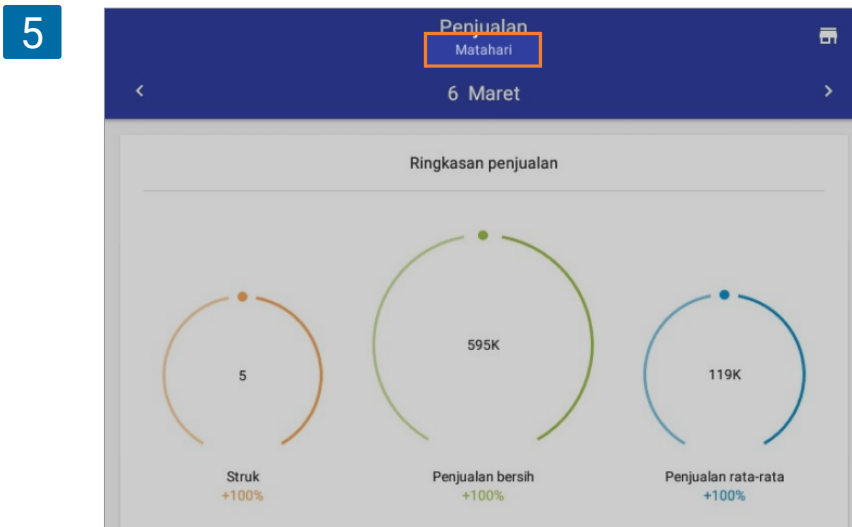 5
Penjualan
Matahari
6 Maret
Ringkasan penjualan
5
595K
119K
Struk
+100%
Penjualan bersih
+100%
Penjualan rata-rata
+100%